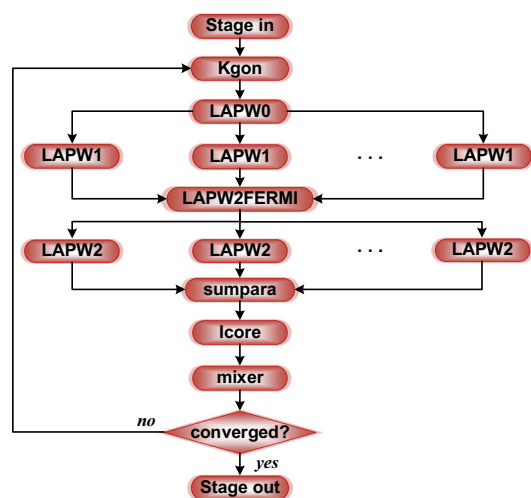 Stage in
Kgon
LAPW0
LAPW1 LAPW1 . . . LAPW1
LAPW2FERMI
LAPW2 LAPW2 . . . LAPW2
sumpara
lcore
mixer
no converged?
yes
Stage out